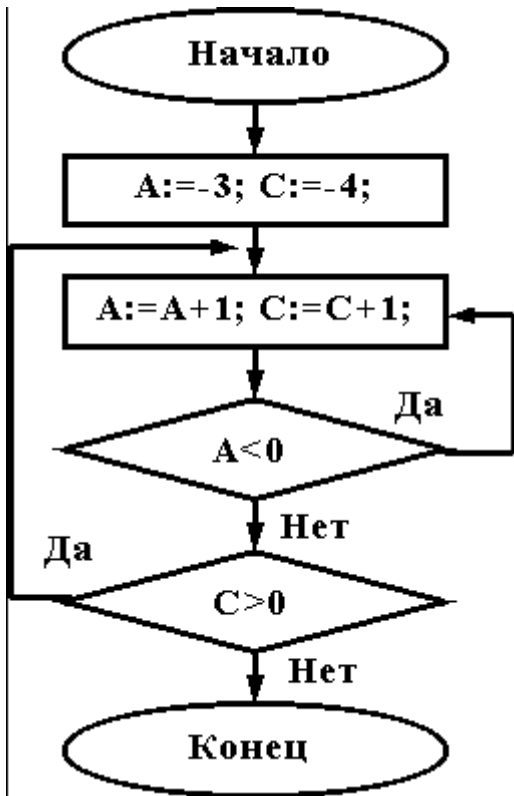 Начало
A:=-3; C:=-4;
A:=A+1; C:=C+1;
Да
A<0
Нет
Да
C>0
Нет
Конец